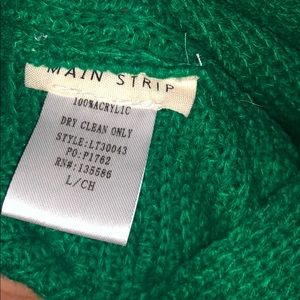 MAIN STRIP
100%ACRYLIC
DRY CLEAN ONLY
STYLE:LT30043
PO:P1762
RN#:135586
L/CH